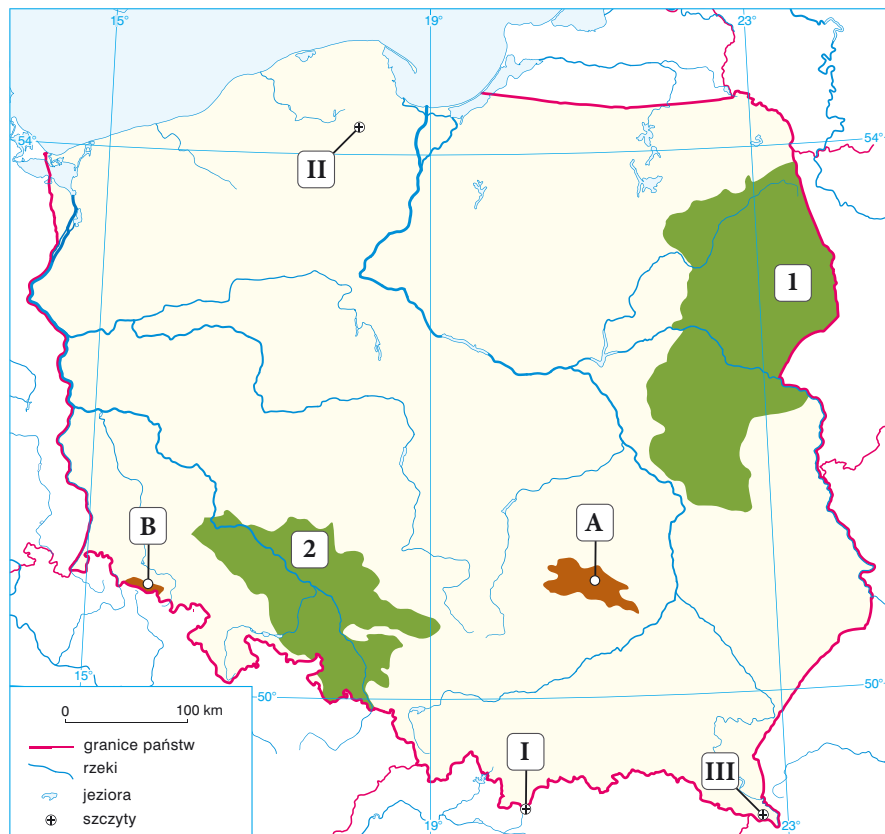 15° 19° 23°
54° 54°
II
1
B
2
A
15°
50° 50°
I
III
19° 23°
0 100 km
granice państw
rzeki
jeziora
szczyty